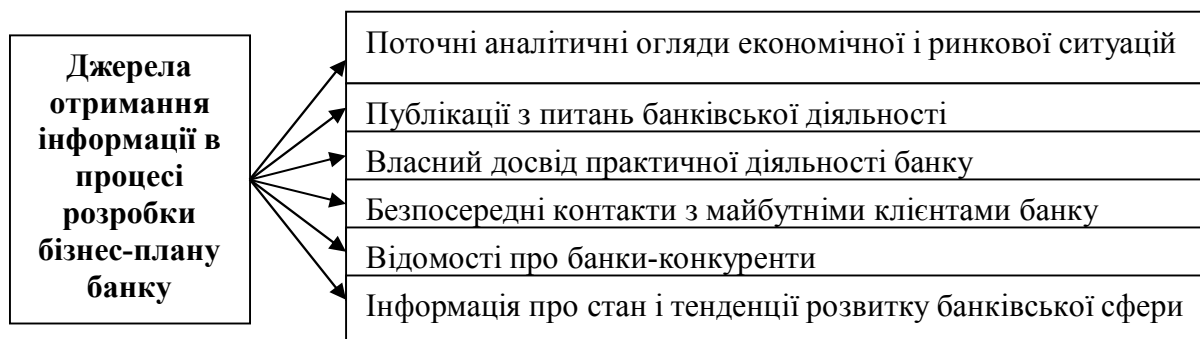 Джерела
отримання
інформації в
процесі
розробки
бізнес-плану
банку
Поточні аналітичні огляди економічної і ринкової ситуацій
Публікації з питань банківської діяльності
Власний досвід практичної діяльності банку
Безпосередні контакти з майбутніми клієнтами банку
Відомості про банки-конкуренти
Інформація про стан і тенденції розвитку банківської сфери